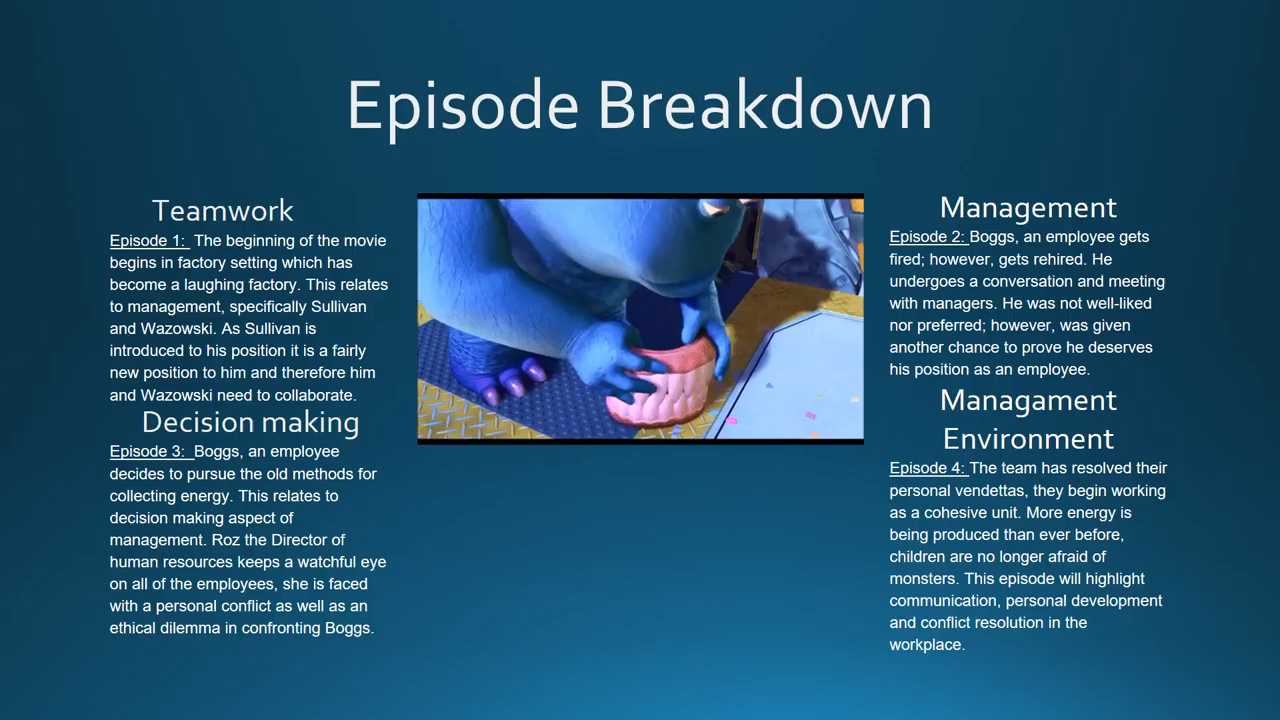 Episode Breakdown
Teamwork
Episode 1:  The beginning of the movie
begins in factory setting which has
become a laughing factory. This relates
to management, specifically Sullivan
and Wazowski. As Sullivan is
introduced to his position it is a fairly
new position to him and therefore him
and Wazowski need to collaborate.
Decision making
Episode 3:  Boggs, an employee
decides to pursue the old methods for
collecting energy. This relates to
decision making aspect of
management. Roz the Director of
human resources keeps a watchful eye
on all of the employees, she is faced
with a personal conflict as well as an
ethical dilemma in confronting Boggs.
Management
Episode 2: Boggs, an employee gets
fired; however, gets rehired. He
undergoes a conversation and meeting
with managers. He was not well-liked
nor preferred; however, was given
another chance to prove he deserves
his position as an employee.
Managament
Environment
Episode 4: The team has resolved their
personal vendettas, they begin working
as a cohesive unit. More energy is
being produced than ever before,
children are no longer afraid of
monsters. This episode will highlight
communication, personal development
and conflict resolution in the
workplace.